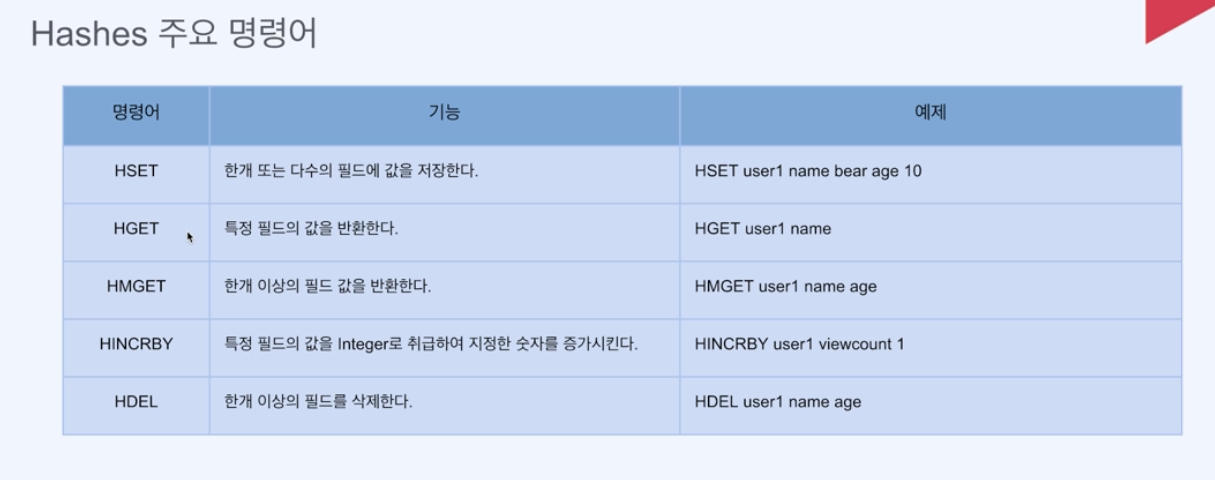 Hashes 주요 명령어
명령어 기능 예제
HSET 한개 또는 다수의 필드에 값을 저장한다. HSET user1 name bear age 10
HGET 특정 필드의 값을 반환한다. HGET user1 name
HMGET 한개 이상의 필드 값을 반환한다. HMGET user1 name age
HINCRBY 특정 필드의 값을 Integer로 취급하여 지정한 숫자를 증가시킨다. HINCRBY user1 viewcount 1
HDEL 한개 이상의 필드를 삭제한다. HDEL user1 name age